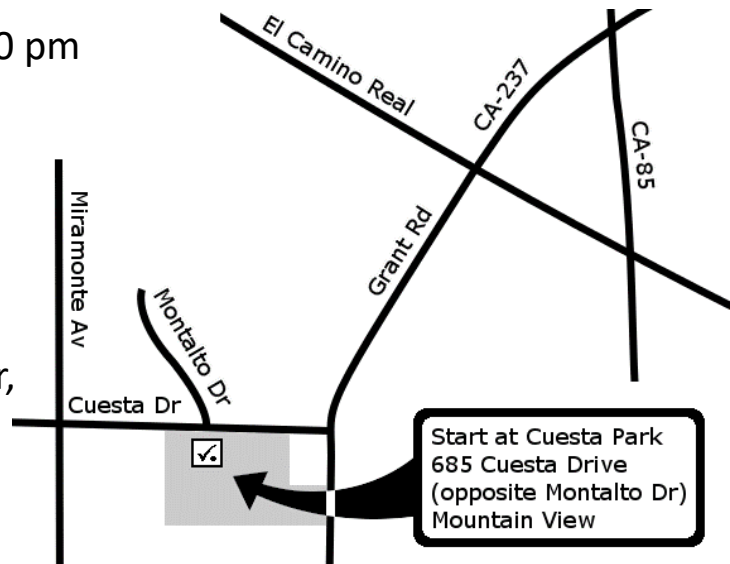 0 pm
El Camino Real
CA-237
CA-85
Miramonte Av
Grant Rd
Montalto Dr
r,
Cuesta Dr
Start at Cuesta Park
685 Cuesta Drive
(opposite Montalto Dr)
Mountain View